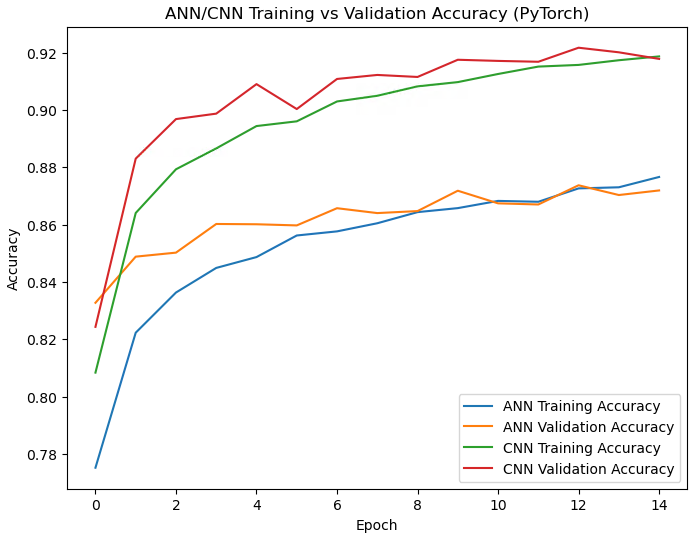 ANN/CNN Training vs Validation Accuracy (PyTorch)
Accuracy
0.92
0.90
0.88
0.86
0.84
0.82
0.80
0.78
ANN Training Accuracy
ANN Validation Accuracy
CNN Training Accuracy
CNN Validation Accuracy
0 2 4 6 8 10 12 14
Epoch